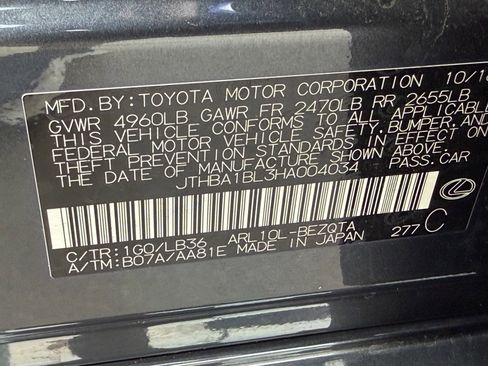 MFD. BY: TOYOTA MOTOR CORPORATION 10/1
GVWR 4960LB GAWR FR 2470LB RR 2655LB
THIS VEHICLE CONFORMS TO ALL APPLICABLE
FEDERAL MOTOR VEHICLE SAFETY, BUMPER, AND
THEFT PREVENTION STANDARDS IN EFFECT ON
THE DATE OF MANUFACTURE SHOWN ABOVE.
JTHBA1BL3HA004034 PASS. CAR
C/TR: 1G0/LB36 ARL10L-BEZQTA
A/TM: B07A/AA81E MADE IN JAPAN 277 C